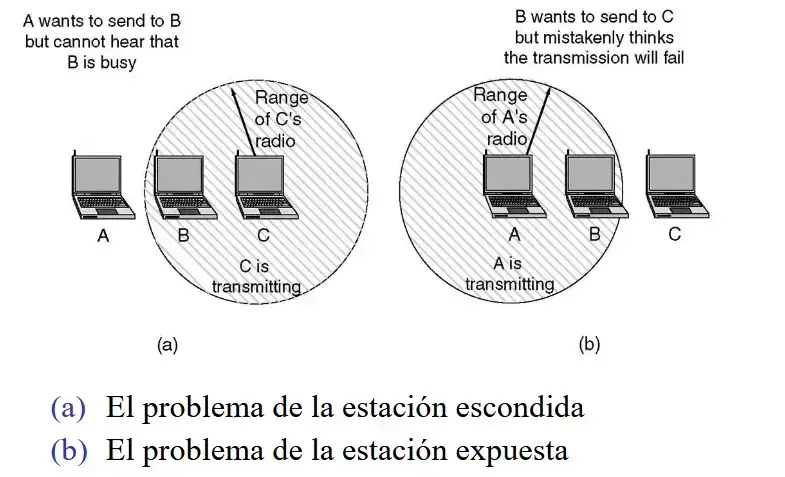 A wants to send to B
but cannot hear that
B is busy
Range
of C's
radio
A
B
C
C is
transmitting
(a)
B wants to send to C
but mistakenly thinks
the transmission will fail
Range
of A's
radio
A
B
C
A is
transmitting
(b)
(a) El problema de la estación escondida
(b) El problema de la estación expuesta